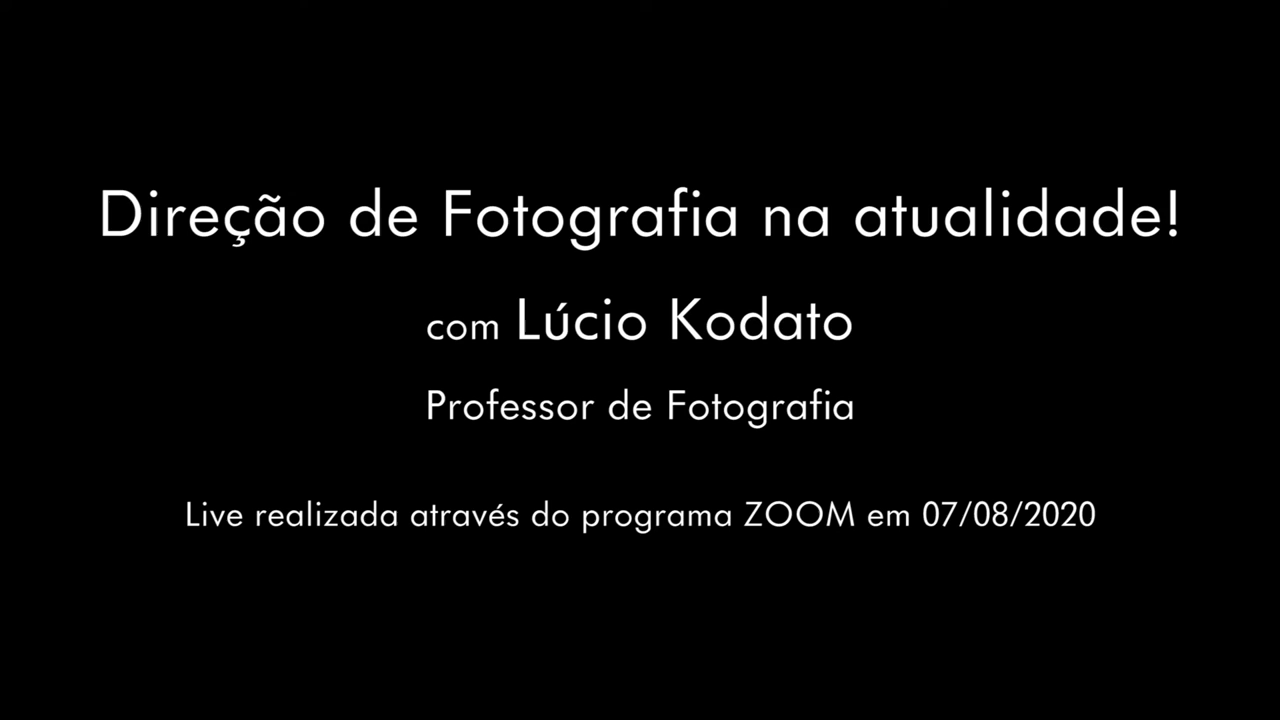 Direção de Fotografia na atualidade!
com Lúcio Kodato
Professor de Fotografia
Live realizada através do programa ZOOM em 07/08/2020